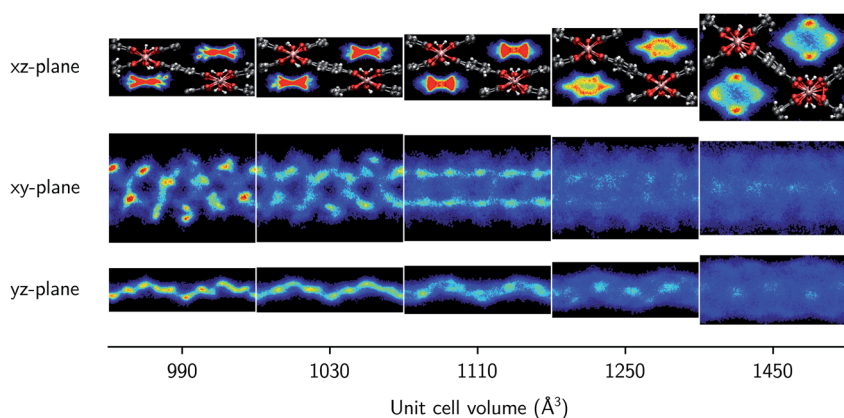 xz-plane
xy-plane
yz-plane
990 1030 1110 1250 1450
Unit cell volume (Å³)